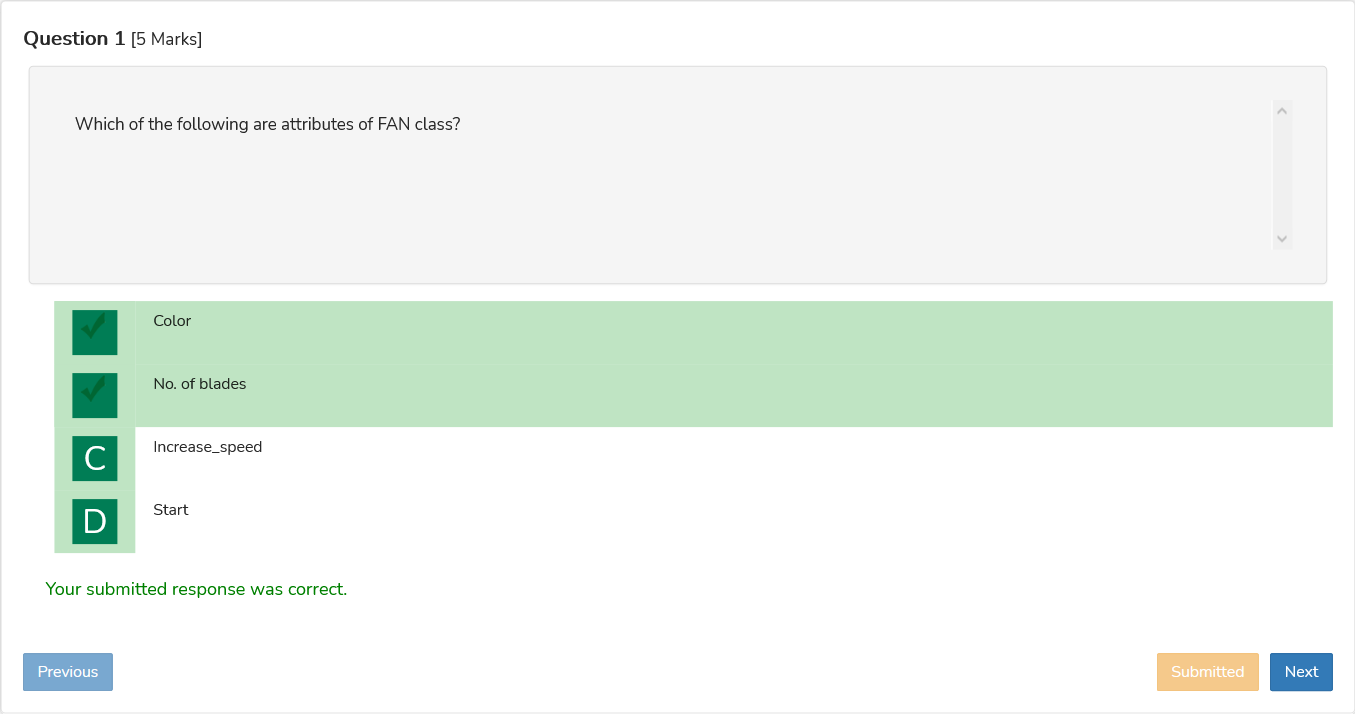 Question 1 [5 Marks]
Which of the following are attributes of FAN class?
Color
No. of blades
C Increase_speed
D Start
Your submitted response was correct.
Previous Submitted Next